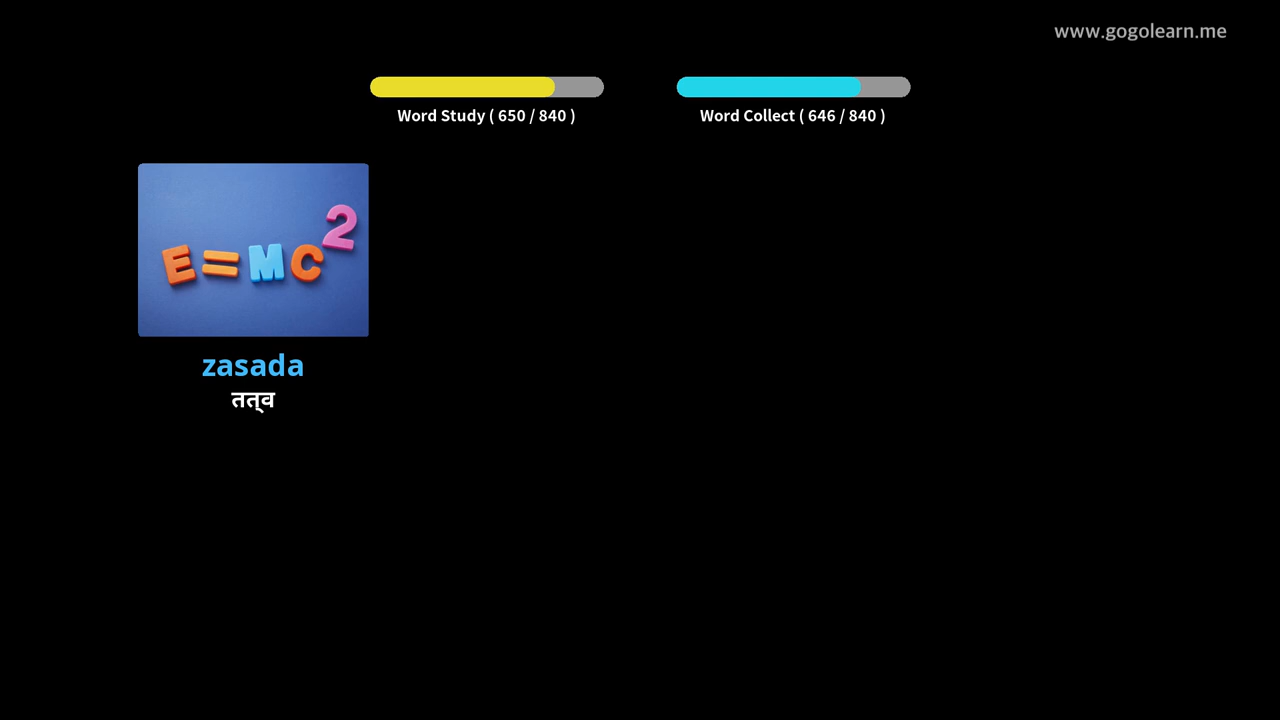 www.gogolearn.me
Word Study ( 650 / 840 )
Word Collect ( 646 / 840 )
E=MC²
zasada
तत्‌व